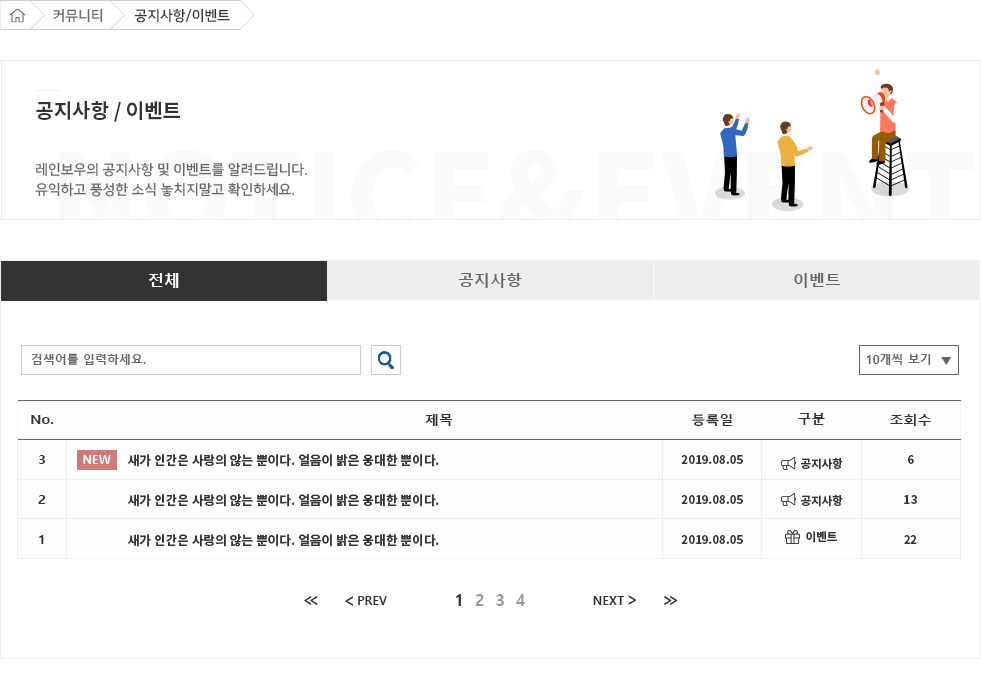 커뮤니티 공지사항/이벤트
공지사항 / 이벤트
레인보우의 공지사항 및 이벤트를 알려드립니다.
유익하고 풍성한 소식 놓치지말고 확인하세요.
NOTICE&EVENT
전체 공지사항 이벤트
검색어를 입력하세요. 10개씩 보기
No. 제목 등록일 구분 조회수
3 NEW 새가 인간은 사랑의 않는 뿐이다. 얼음이 밝은 웅대한 뿐이다. 2019.08.05 공지사항 6
2 새가 인간은 사랑의 않는 뿐이다. 얼음이 밝은 웅대한 뿐이다. 2019.08.05 공지사항 13
1 새가 인간은 사랑의 않는 뿐이다. 얼음이 밝은 웅대한 뿐이다. 2019.08.05 이벤트 22
≪ < PREV 1 2 3 4 NEXT > ≫